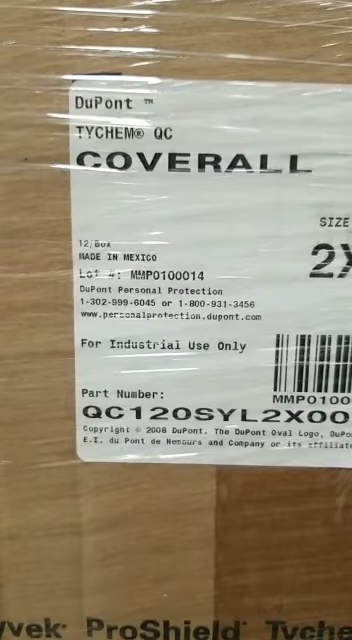 DuPont ™
TYCHEM® QC
COVERALL
SIZE
2X
12/Box
MADE IN MEXICO
Lot #: MMP0100014
DuPont Personal Protection
1-302-999-6045 or 1-800-931-3456
www.personalprotection.dupont.com
For Industrial Use Only
MMP0100
Part Number:
QC120SYL2X00
Copyright © 2008 DuPont. The DuPont Oval Logo, DuPo
E.I. du Pont de Nemours and Company or its affiliate
yvek® ProShield® Tyche